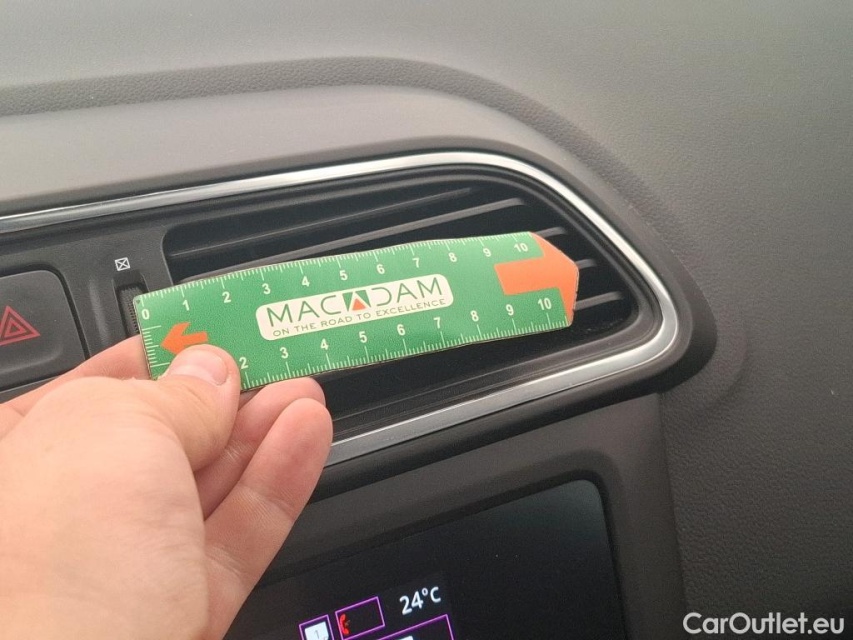 0 1 2 3 4 5 6 7 8 9 10
MACADAM
ON THE ROAD TO EXCELLENCE
2 3 4 5 6 7 8 9 10
24°C
CarOutlet.eu